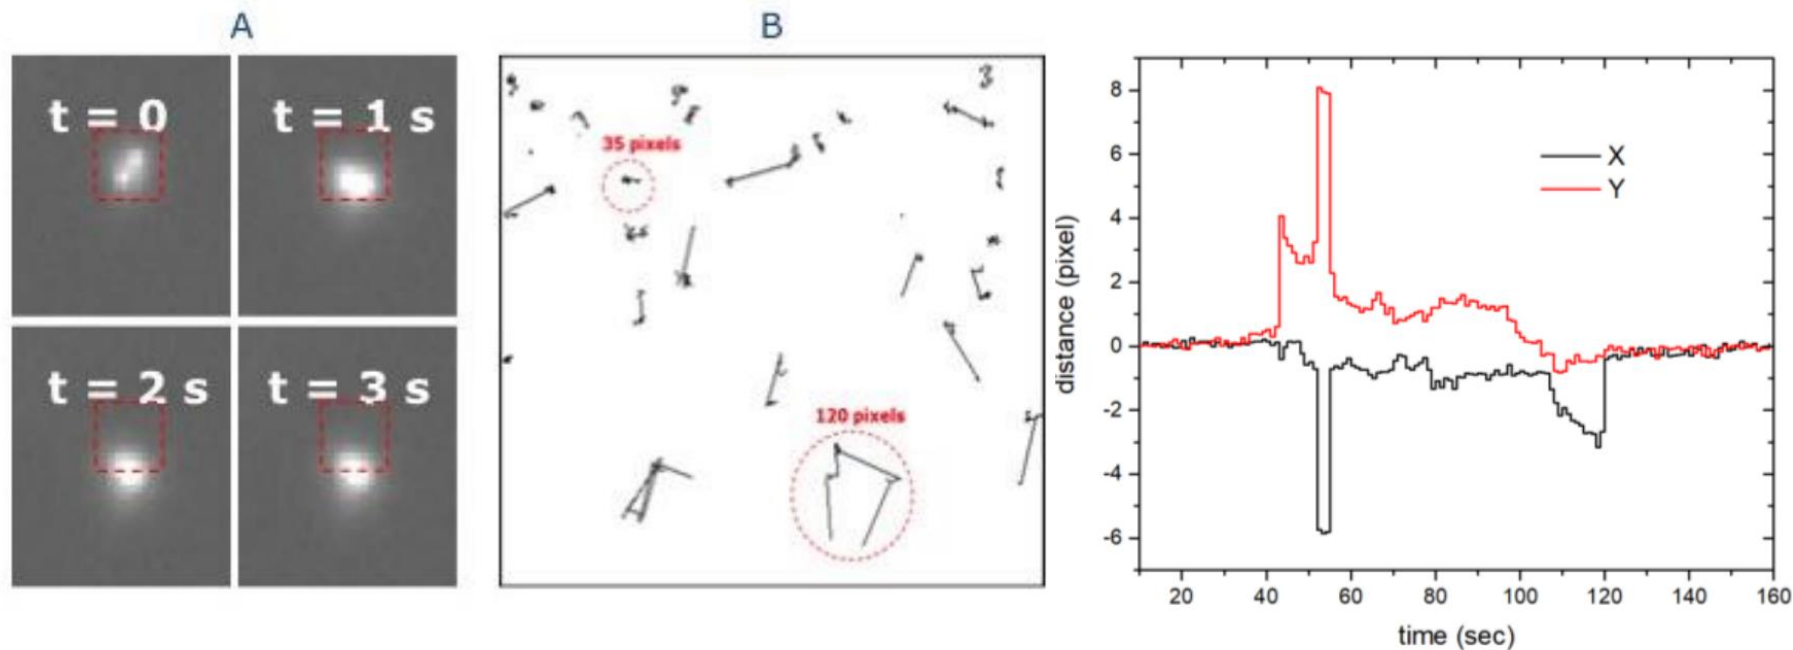 A
t = 0
t = 1 s
t = 2 s
t = 3 s
B
35 pixels
120 pixels
distance (pixel)
8
6
4
2
0
-2
-4
-6
X
Y
20 40 60 80 100 120 140 160
time (sec)